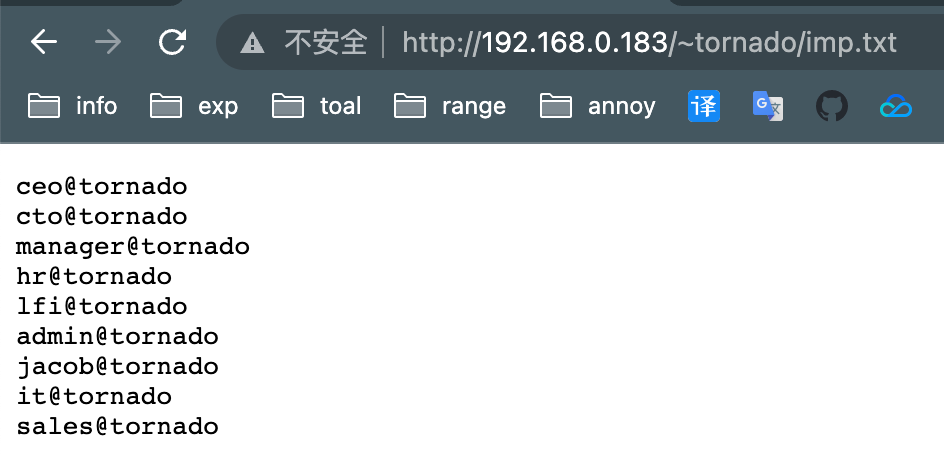 不安全 | http://192.168.0.183/~tornado/imp.txt
info exp toal range annoy 译 G 文
ceo@tornado
cto@tornado
manager@tornado
hr@tornado
lfi@tornado
admin@tornado
jacob@tornado
it@tornado
sales@tornado